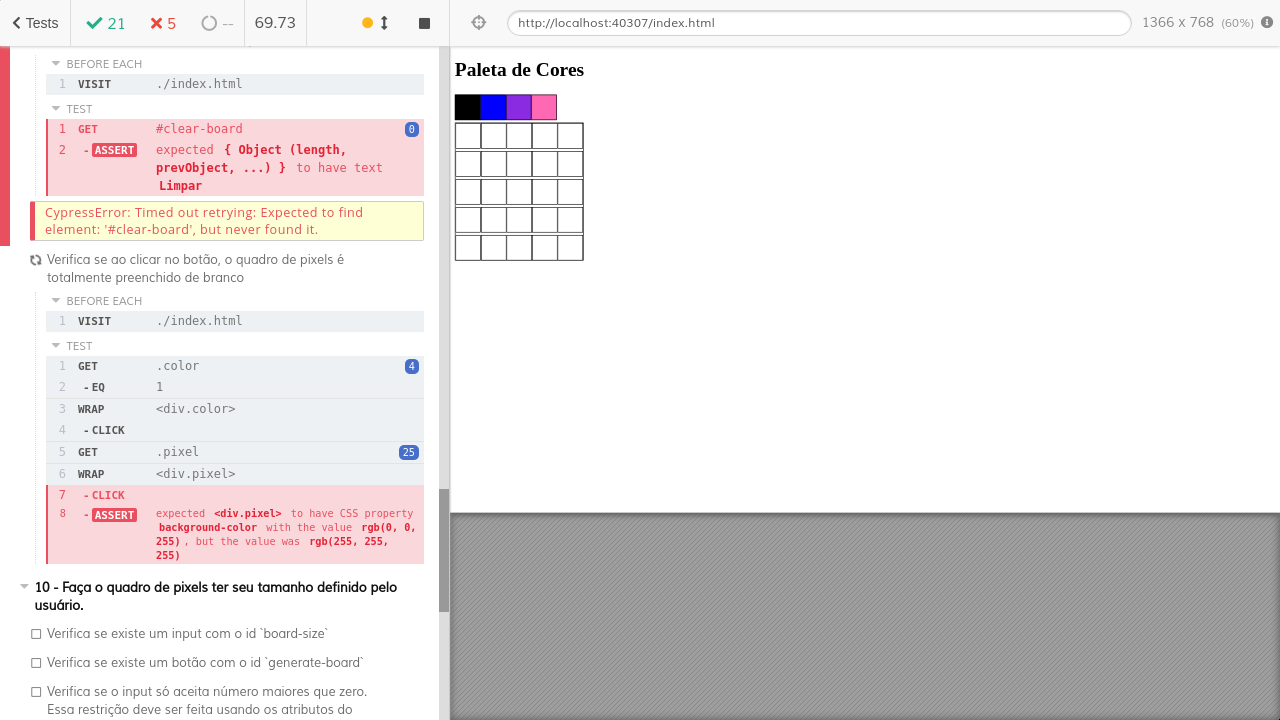 Tests
21
5
--
69.73
http://localhost:40307/index.html
1366 x 768 (60%)
BEFORE EACH
1 VISIT ./index.html
TEST
1 GET #clear-board 0
2 - ASSERT expected { Object (length,
prevObject, ...) } to have text
Limpar
CypressError: Timed out retrying: Expected to find
element: '#clear-board', but never found it.
Verifica se ao clicar no botão, o quadro de pixels é
totalmente preenchido de branco
BEFORE EACH
1 VISIT ./index.html
TEST
1 GET .color 4
2 - EQ 1
3 WRAP <div.color>
4 - CLICK
5 GET .pixel 25
6 WRAP <div.pixel>
7 - CLICK
8 - ASSERT expected <div.pixel> to have CSS property
background-color with the value rgb(0, 0,
255) , but the value was rgb(255, 255,
255)
10 - Faça o quadro de pixels ter seu tamanho definido pelo
usuário.
Verifica se existe um input com o id `board-size`
Verifica se existe um botão com o id `generate-board`
Verifica se o input só aceita número maiores que zero.
Essa restrição deve ser feita usando os atributos do
Paleta de Cores